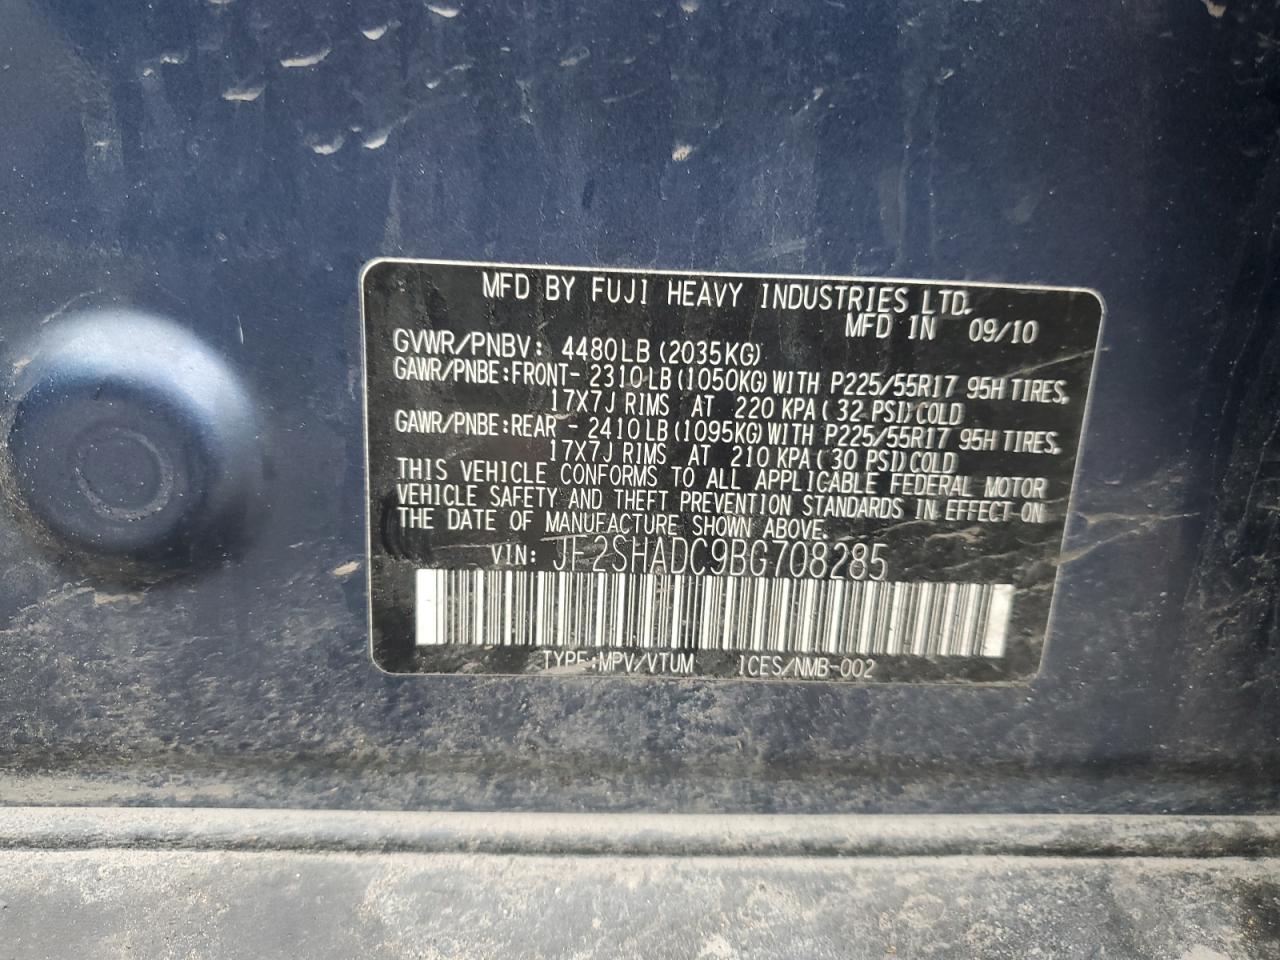 MFD BY FUJI HEAVY INDUSTRIES LTD.
MFD IN 09/10
GVWR/PNBV: 4480LB (2035KG)
GAWR/PNBE:FRONT- 2310LB (1050KG) WITH P225/55R17 95H TIRES,
17X7J RIMS AT 220 KPA (32 PSI) COLD
GAWR/PNBE:REAR - 2410LB (1095KG) WITH P225/55R17 95H TIRES,
17X7J RIMS AT 210 KPA (30 PSI) COLD
THIS VEHICLE CONFORMS TO ALL APPLICABLE FEDERAL MOTOR
VEHICLE SAFETY AND THEFT PREVENTION STANDARDS IN EFFECT ON
THE DATE OF MANUFACTURE SHOWN ABOVE.
VIN: JF2SHADC9BG708285
TYPE:MPV/VTUM ICES/NMB-002